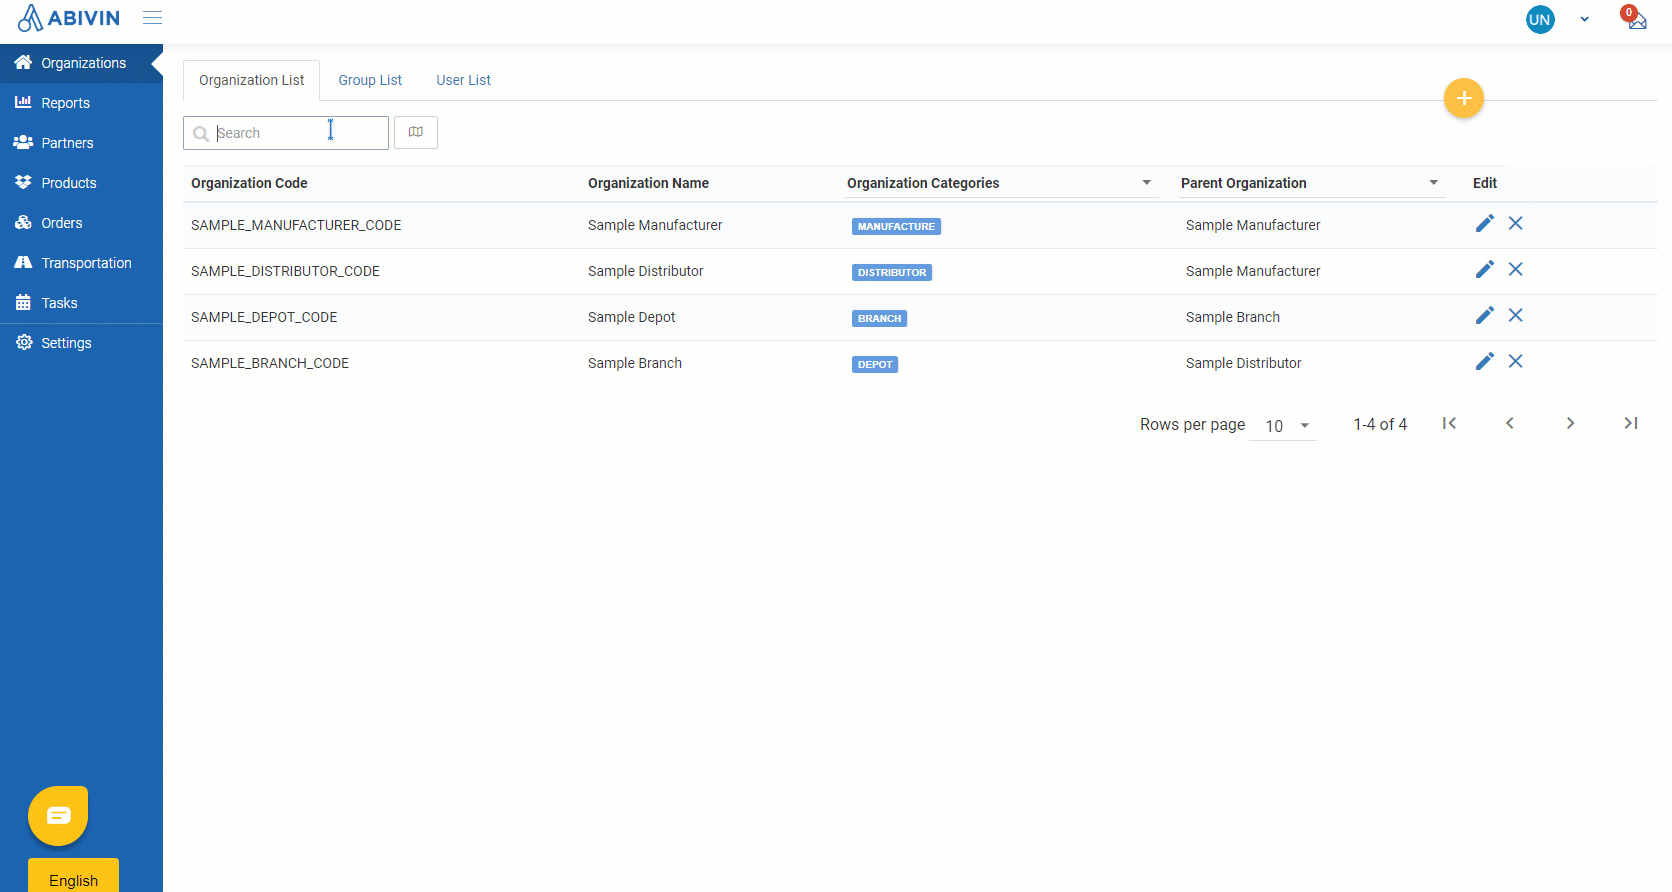 ABIVIN
UN
0
Organizations
Reports
Partners
Products
Orders
Transportation
Tasks
Settings
Organization List Group List User List
+
Search
Organization Code Organization Name Organization Categories Parent Organization Edit
SAMPLE_MANUFACTURER_CODE Sample Manufacturer MANUFACTURE Sample Manufacturer
SAMPLE_DISTRIBUTOR_CODE Sample Distributor DISTRIBUTOR Sample Manufacturer
SAMPLE_DEPOT_CODE Sample Depot BRANCH Sample Branch
SAMPLE_BRANCH_CODE Sample Branch DEPOT Sample Distributor
Rows per page 10 1-4 of 4
English